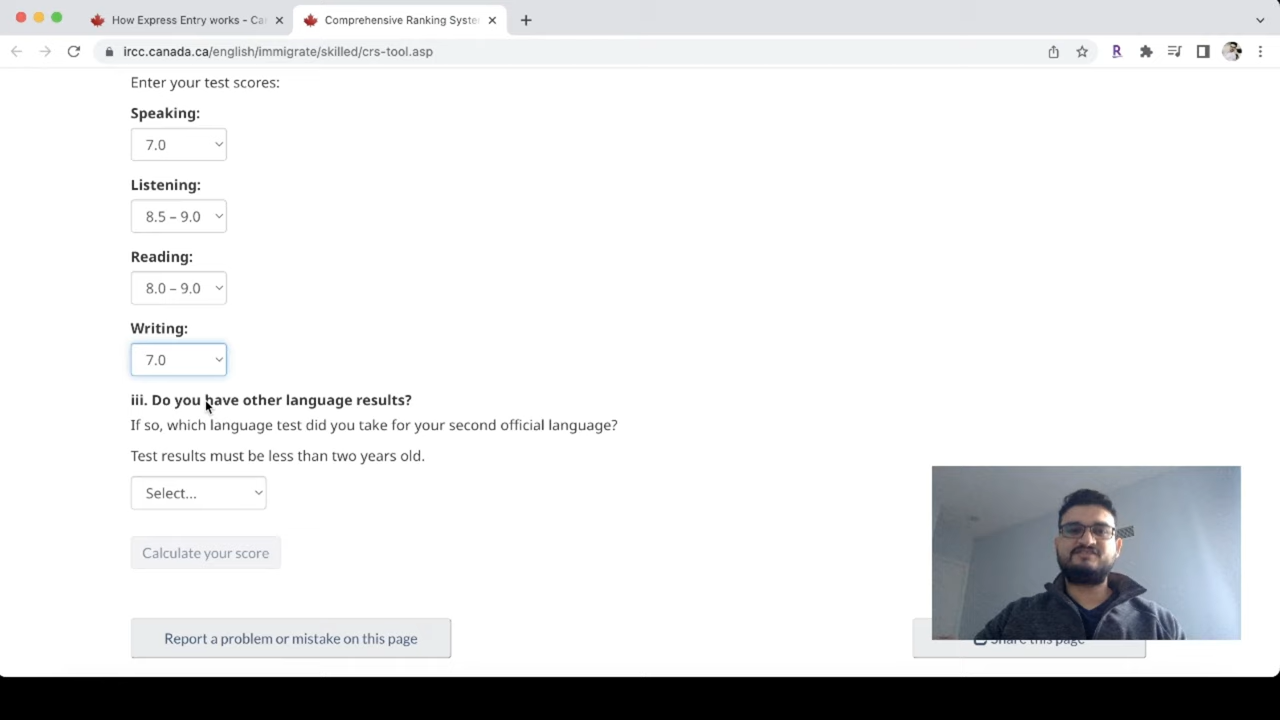 How Express Entry works - Ca
Comprehensive Ranking Syste
ircc.canada.ca/english/immigrate/skilled/crs-tool.asp
Enter your test scores:
Speaking:
7.0
Listening:
8.5 – 9.0
Reading:
8.0 – 9.0
Writing:
7.0
iii. Do you have other language results?
If so, which language test did you take for your second official language?
Test results must be less than two years old.
Select...
Calculate your score
Report a problem or mistake on this page
Share this page